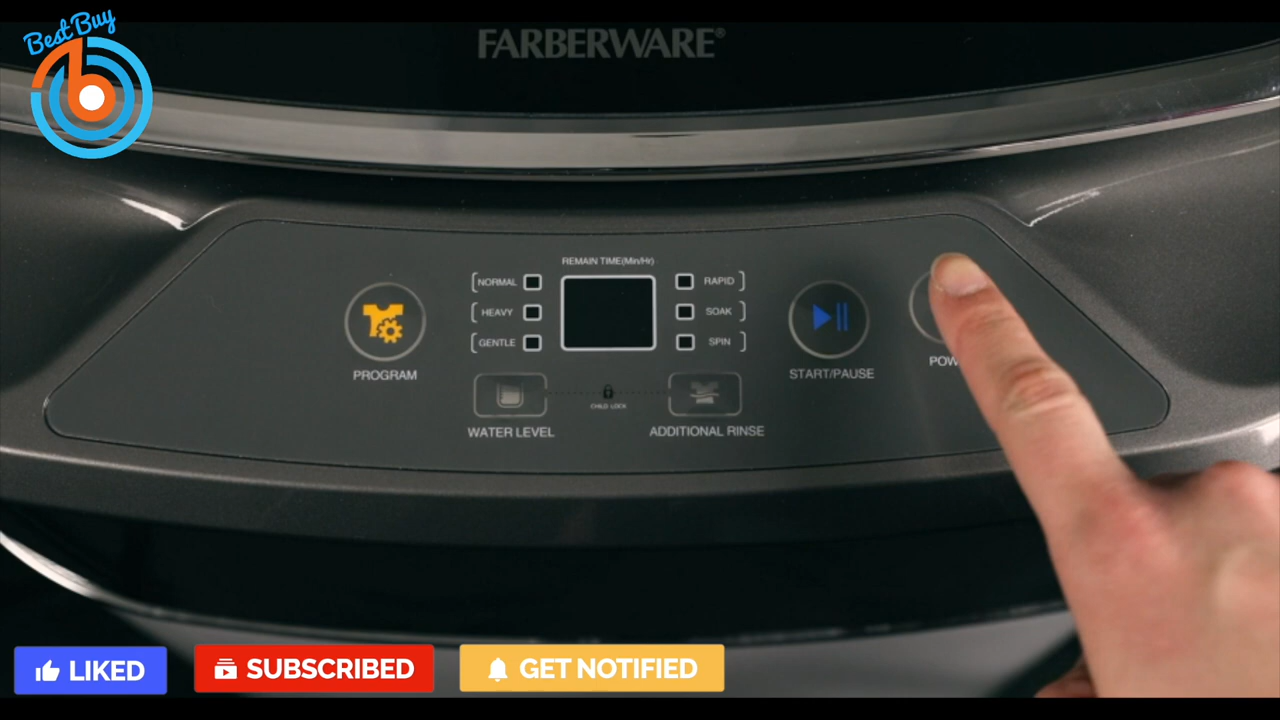 Best Buy
FARBERWARE®
REMAIN TIME(Min/Hr)
NORMAL
RAPID
HEAVY
SOAK
GENTLE
SPIN
PROGRAM
START/PAUSE
POW
CHILD LOCK
WATER LEVEL
ADDITIONAL RINSE
LIKED
SUBSCRIBED
GET NOTIFIED